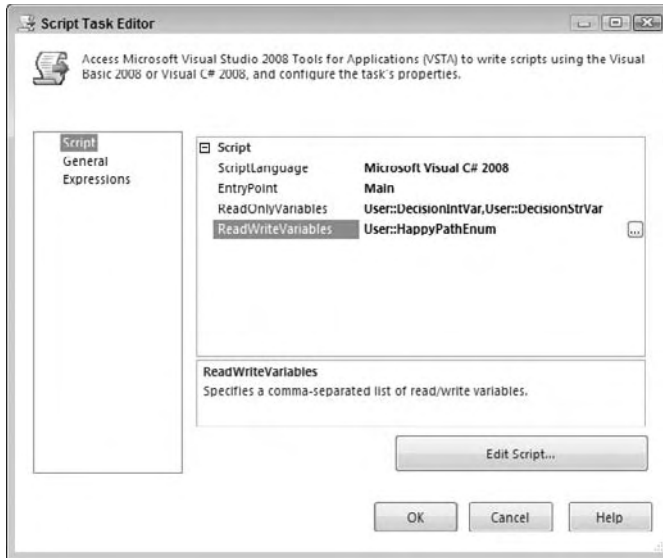 Script Task Editor
Access Microsoft Visual Studio 2008 Tools for Applications (VSTA) to write scripts using the Visual
Basic 2008 or Visual C# 2008, and configure the task's properties.
Script
General
Expressions
Script
ScriptLanguage Microsoft Visual C# 2008
EntryPoint Main
ReadOnlyVariables User::DecisionIntVar,User::DecisionStrVar
ReadWriteVariables User::HappyPathEnum ...
ReadWriteVariables
Specifies a comma-separated list of read/write variables.
Edit Script...
OK Cancel Help